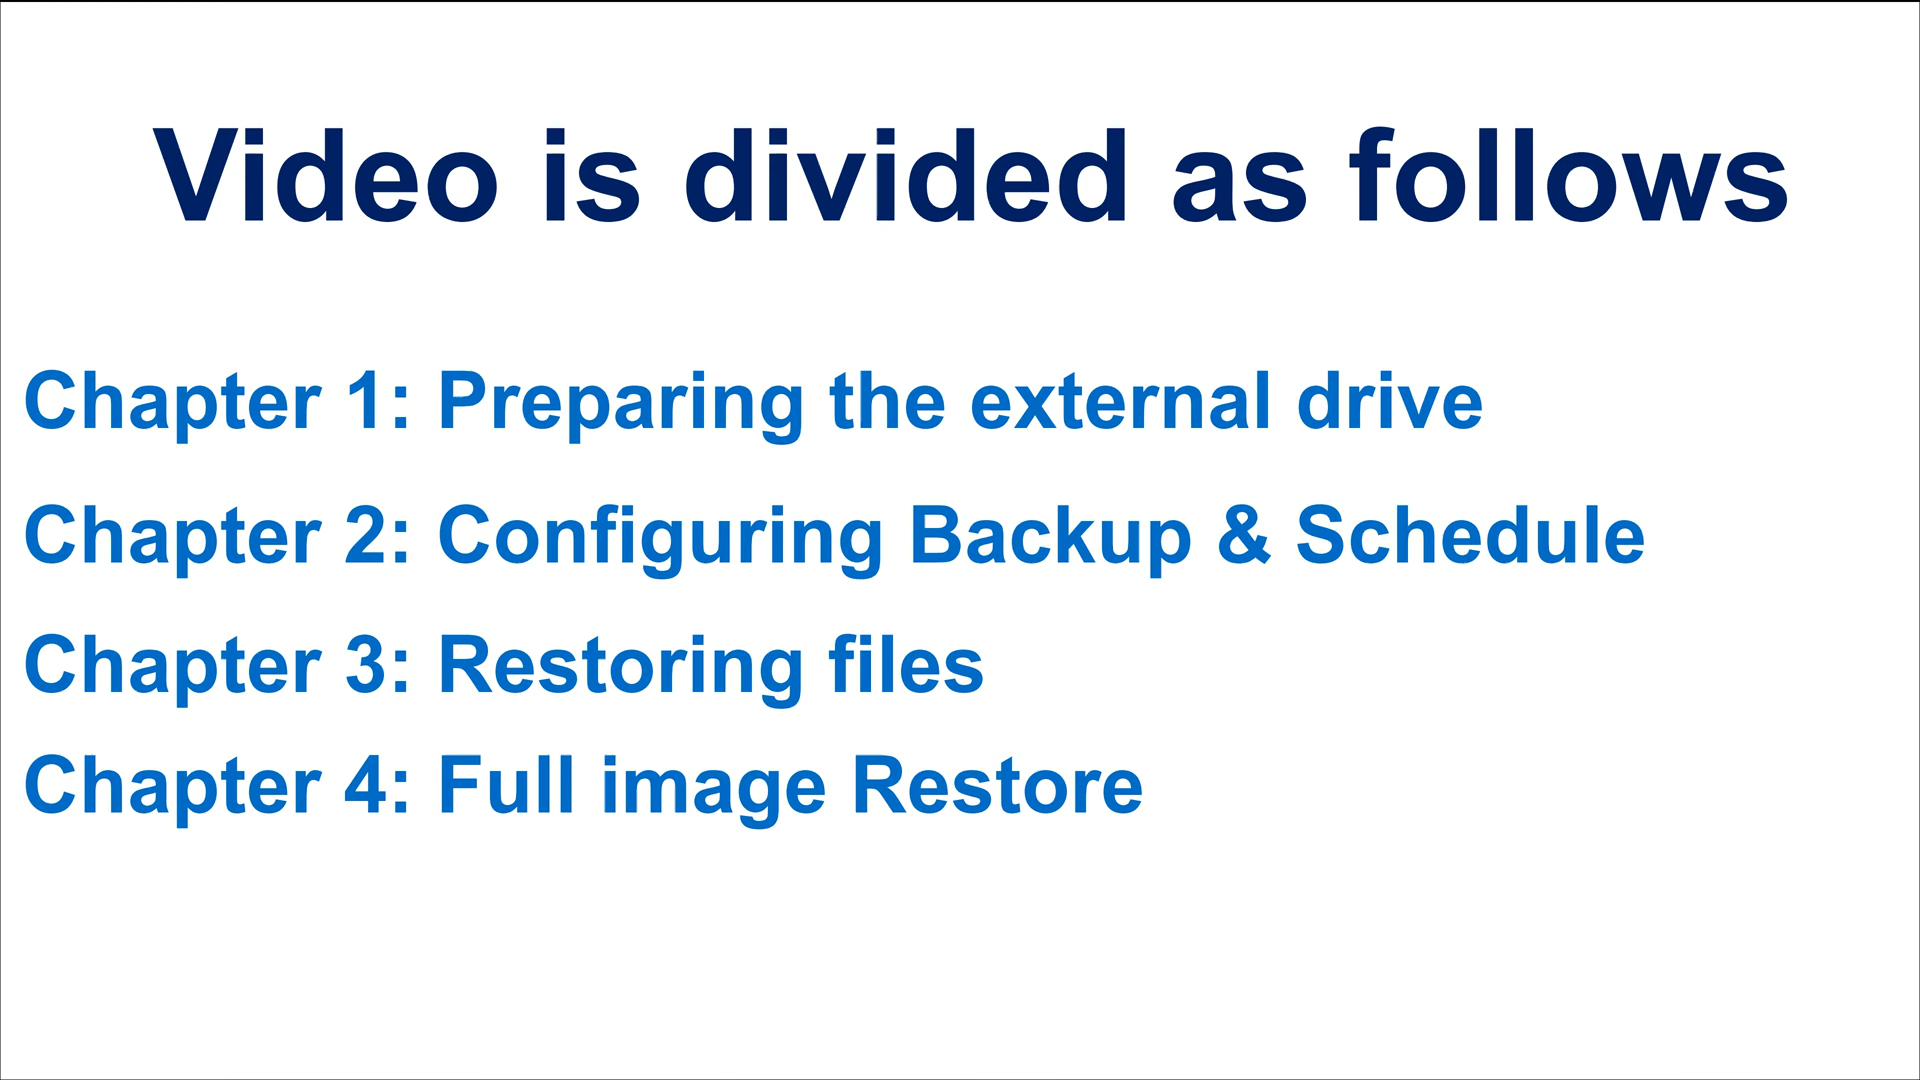 Video is divided as follows
Chapter 1: Preparing the external drive
Chapter 2: Configuring Backup & Schedule
Chapter 3: Restoring files
Chapter 4: Full image Restore